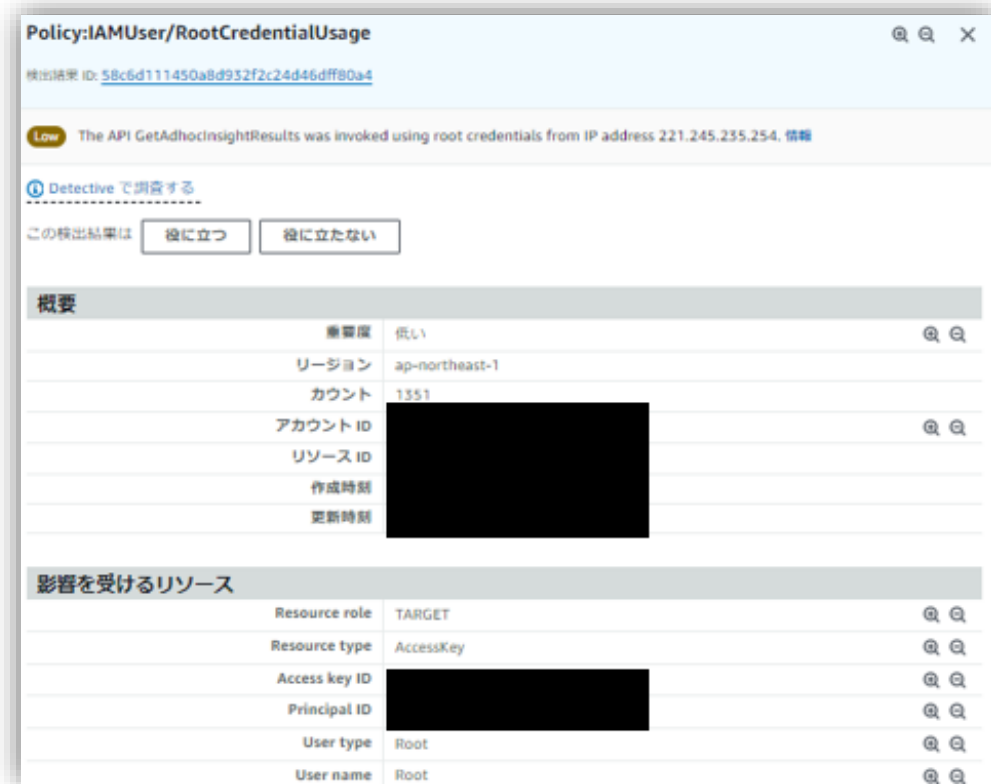 Policy:IAMUser/RootCredentialUsage
検出結果 ID: 58c6d111450a8d932f2c24d46dff80a4
Low The API GetAdhocInsightResults was invoked using root credentials from IP address 221.245.235.254. 情報
Detective で調査する
この検出結果は 役に立つ 役に立たない
概要
重要度 低い
リージョン ap-northeast-1
カウント 1351
アカウント ID
リソース ID
作成時刻
更新時刻
影響を受けるリソース
Resource role TARGET
Resource type AccessKey
Access key ID
Principal ID
User type Root
User name Root